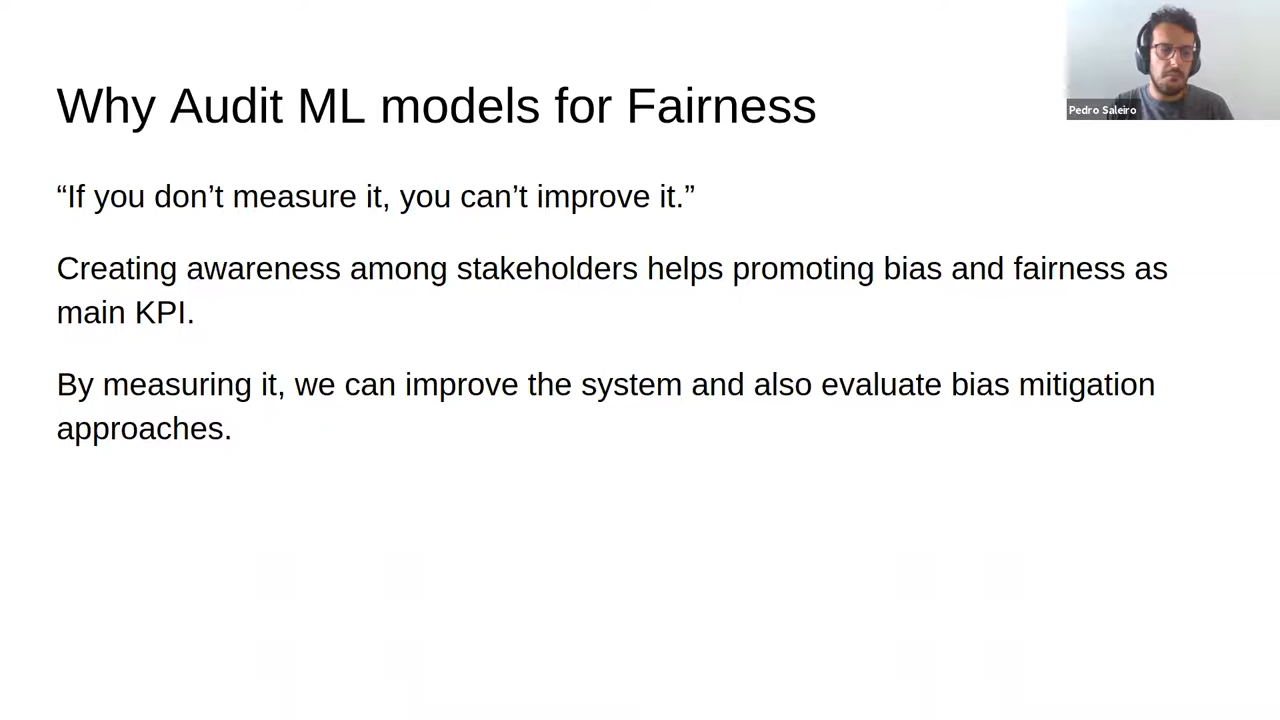 Why Audit ML models for Fairness
Pedro Saleiro
“If you don’t measure it, you can’t improve it.”
Creating awareness among stakeholders helps promoting bias and fairness as
main KPI.
By measuring it, we can improve the system and also evaluate bias mitigation
approaches.